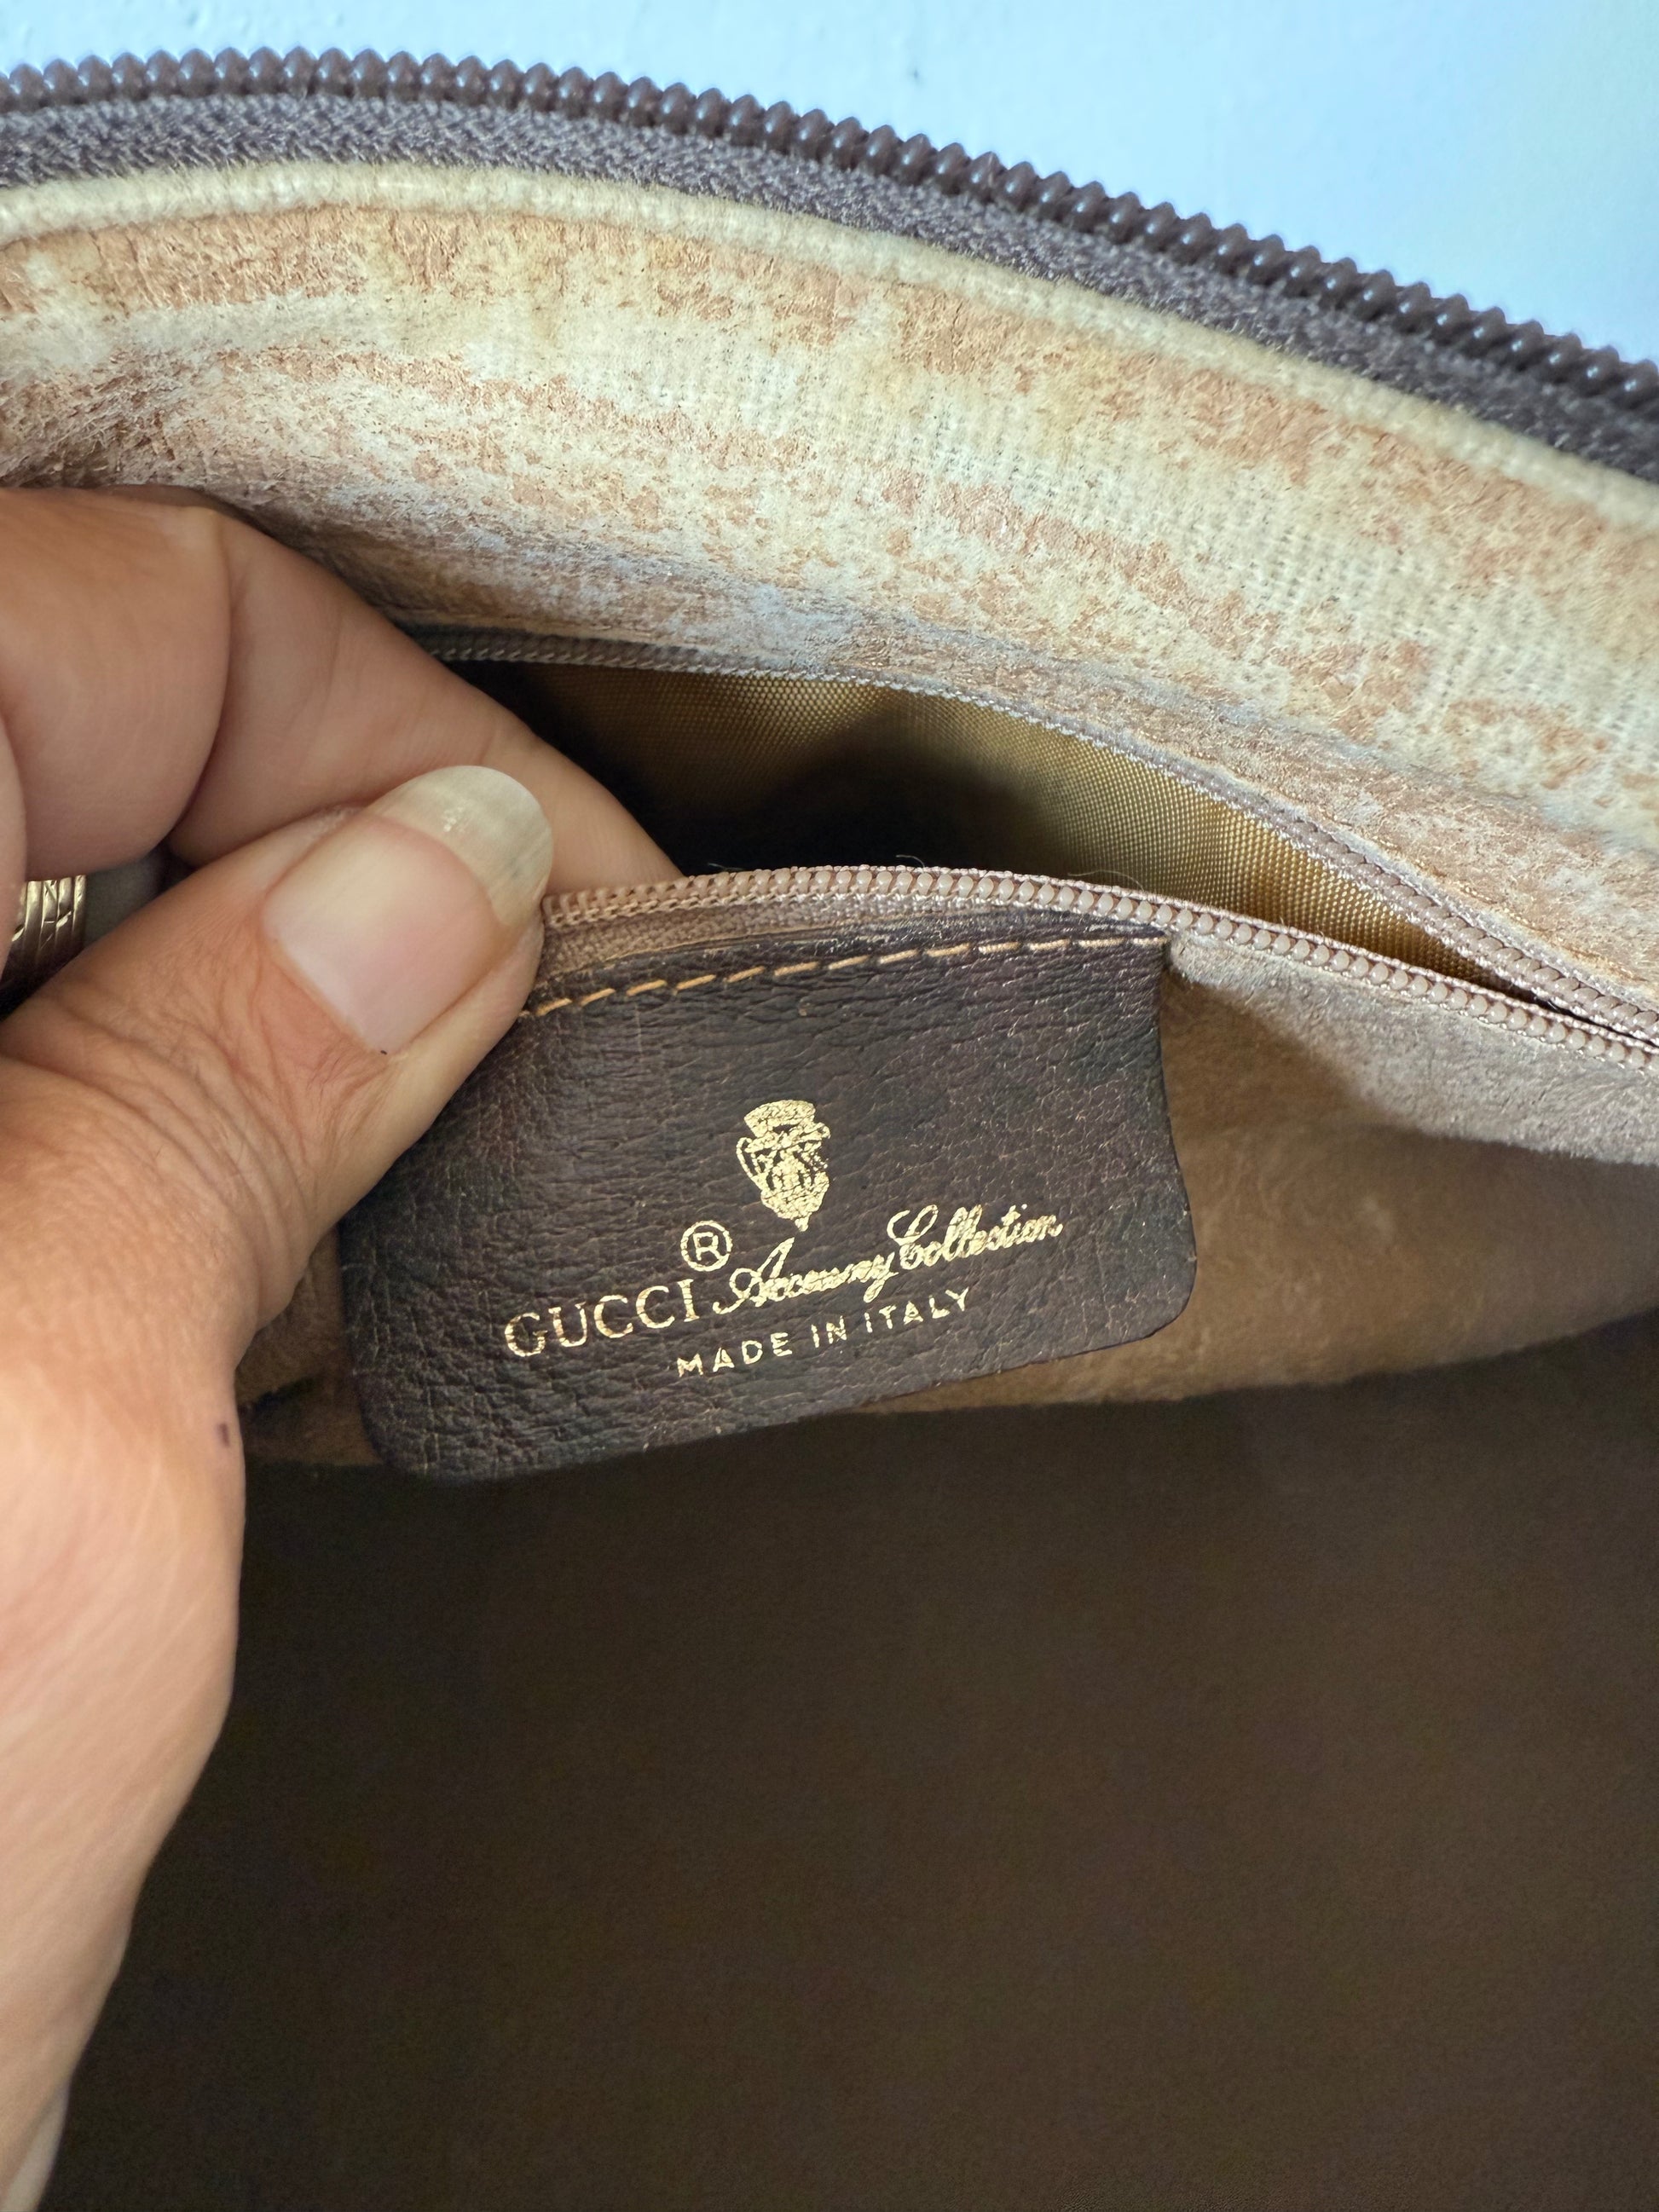 ®
GUCCI Accessory Collection
MADE IN ITALY